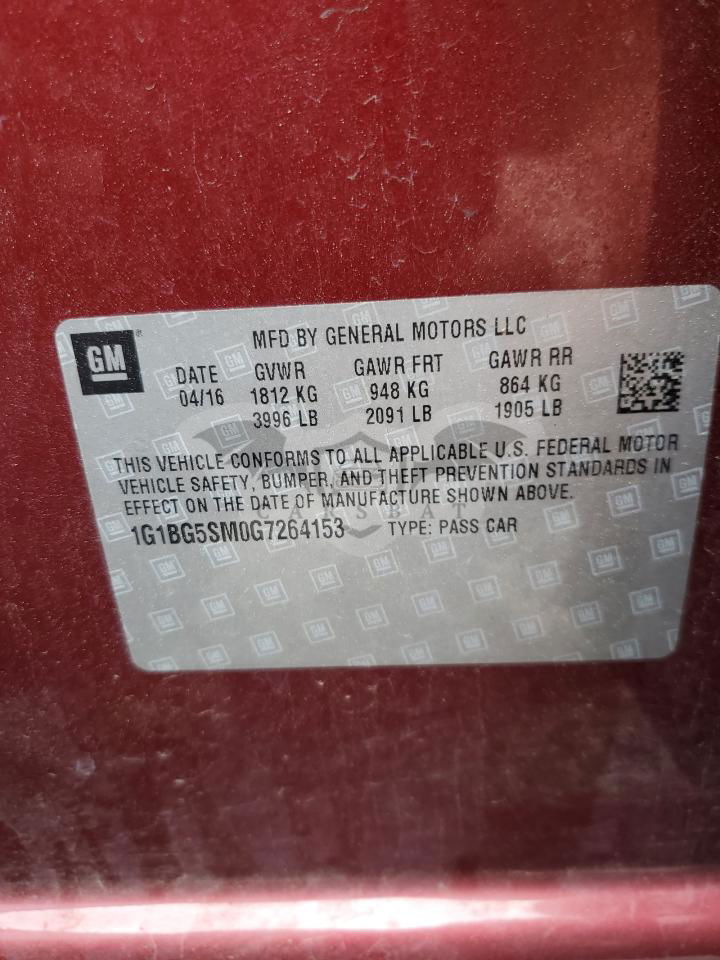 GM
MFD BY GENERAL MOTORS LLC
DATE GVWR GAWR FRT GAWR RR
04/16 1812 KG 948 KG 864 KG
3996 LB 2091 LB 1905 LB
THIS VEHICLE CONFORMS TO ALL APPLICABLE U.S. FEDERAL MOTOR
VEHICLE SAFETY, BUMPER, AND THEFT PREVENTION STANDARDS IN
EFFECT ON THE DATE OF MANUFACTURE SHOWN ABOVE.
CARSBAT
1G1BG5SM0G7264153 TYPE: PASS CAR